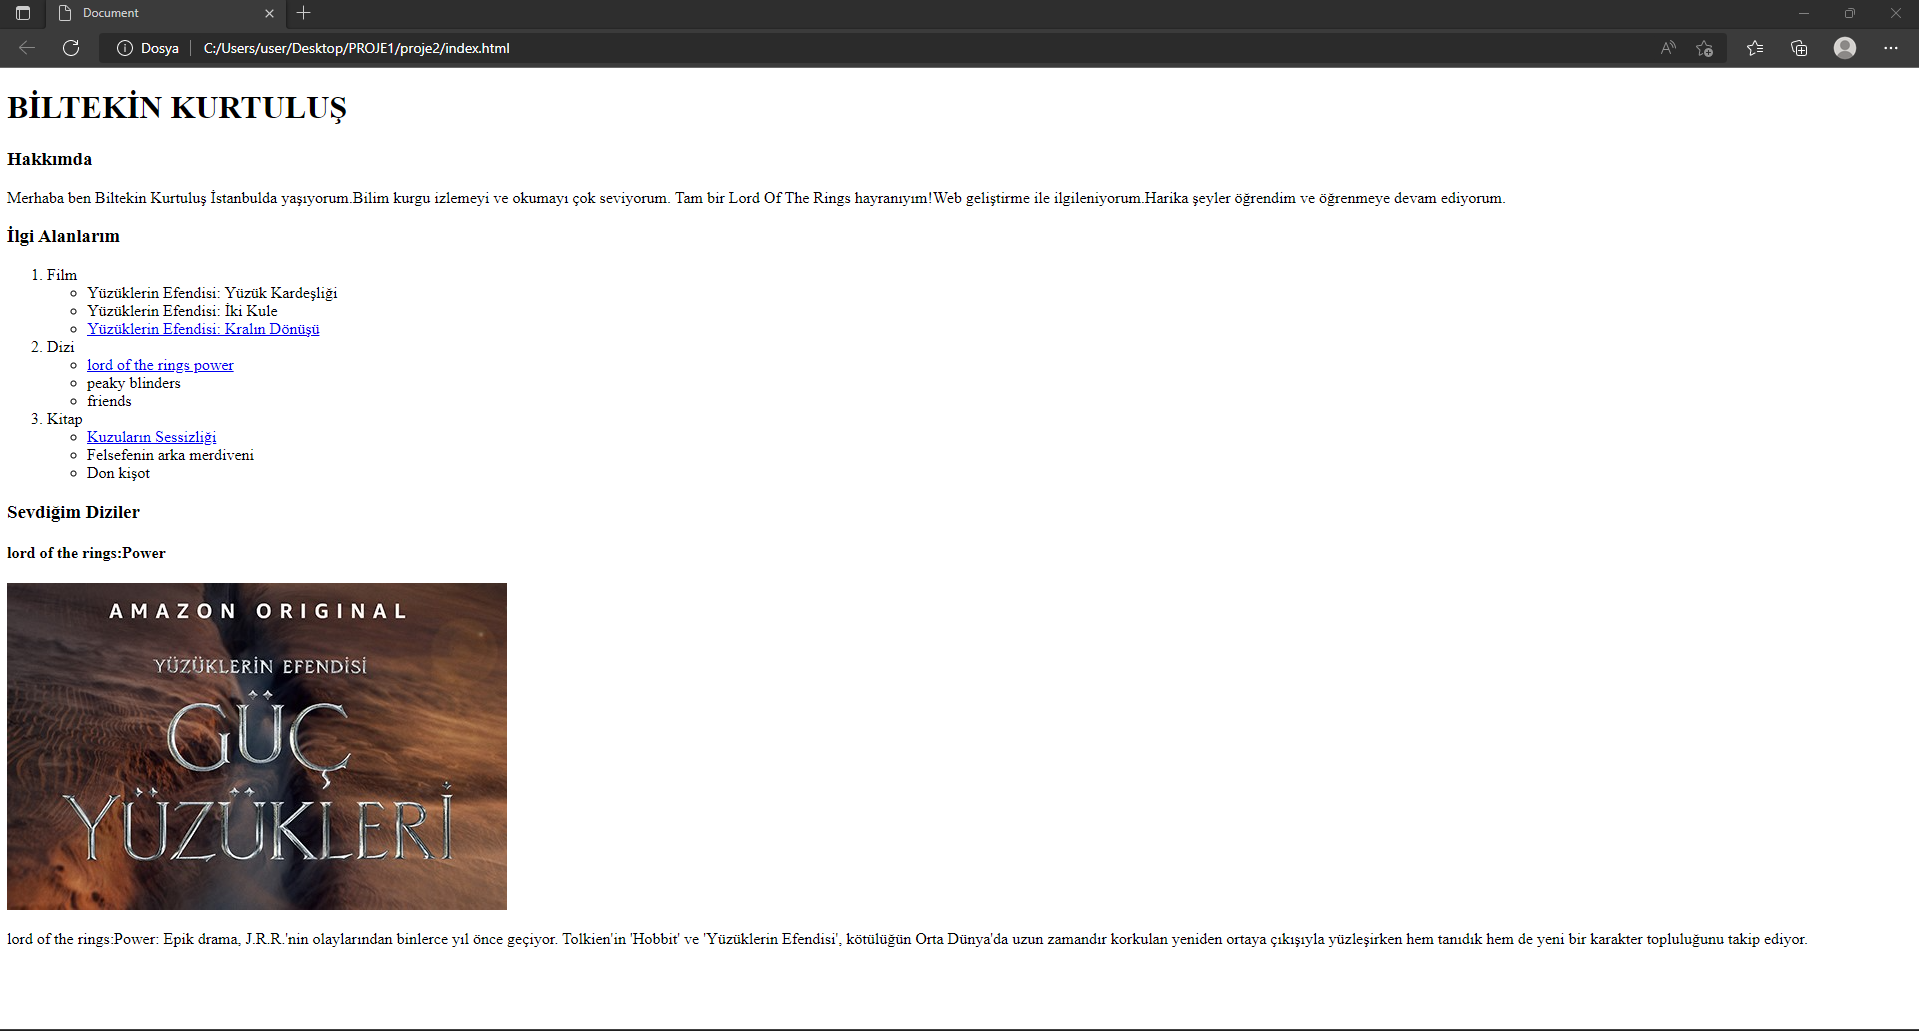 Document
Dosya
C:/Users/user/Desktop/PROJE1/proje2/index.html
BİLTEKİN KURTULUŞ
Hakkımda
Merhaba ben Biltekin Kurtuluş İstanbulda yaşıyorum.Bilim kurgu izlemeyi ve okumayı çok seviyorum. Tam bir Lord Of The Rings hayranıyım!Web geliştirme ile ilgileniyorum.Harika şeyler öğrendim ve öğrenmeye devam ediyorum.
İlgi Alanlarım
1. Film
Yüzüklerin Efendisi: Yüzük Kardeşliği
Yüzüklerin Efendisi: İki Kule
Yüzüklerin Efendisi: Kralın Dönüşü
2. Dizi
lord of the rings power
peaky blinders
friends
3. Kitap
Kuzuların Sessizliği
Felsefenin arka merdiveni
Don kişot
Sevdiğim Diziler
lord of the rings:Power
AMAZON ORIGINAL
YÜZÜKLERİN EFENDİSİ
GÜÇ
YÜZÜKLERİ
lord of the rings:Power: Epik drama, J.R.R.'nin olaylarından binlerce yıl önce geçiyor. Tolkien'in 'Hobbit' ve 'Yüzüklerin Efendisi', kötülüğün Orta Dünya'da uzun zamandır korkulan yeniden ortaya çıkışıyla yüzleşirken hem tanıdık hem de yeni bir karakter topluluğunu takip ediyor.